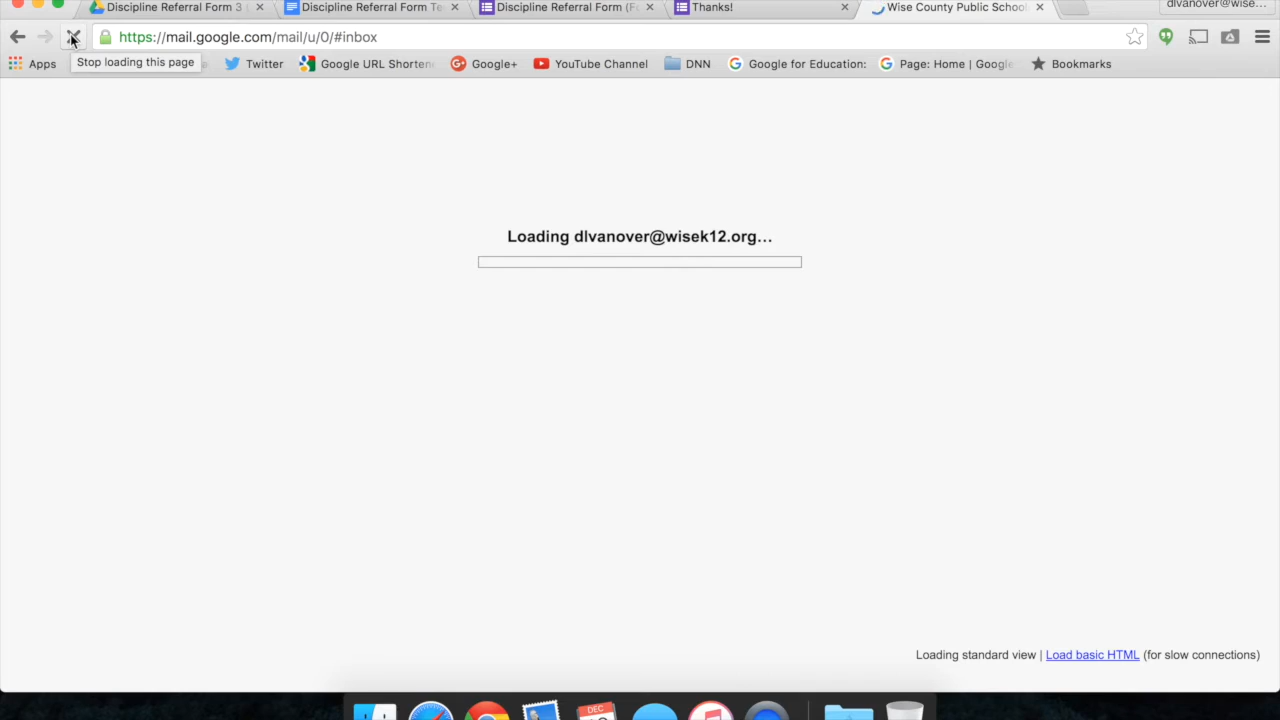 Discipline Referral Form 3
Discipline Referral Form Te
Discipline Referral Form (Fo
Thanks!
Wise County Public School
dlvanover@wise...
https://mail.google.com/mail/u/0/#inbox
Apps
Stop loading this page
Twitter
Google URL Shorten
Google+
YouTube Channel
DNN
Google for Education:
Page: Home | Google
Bookmarks
Loading dlvanover@wisek12.org…
Loading standard view | Load basic HTML (for slow connections)
DEC